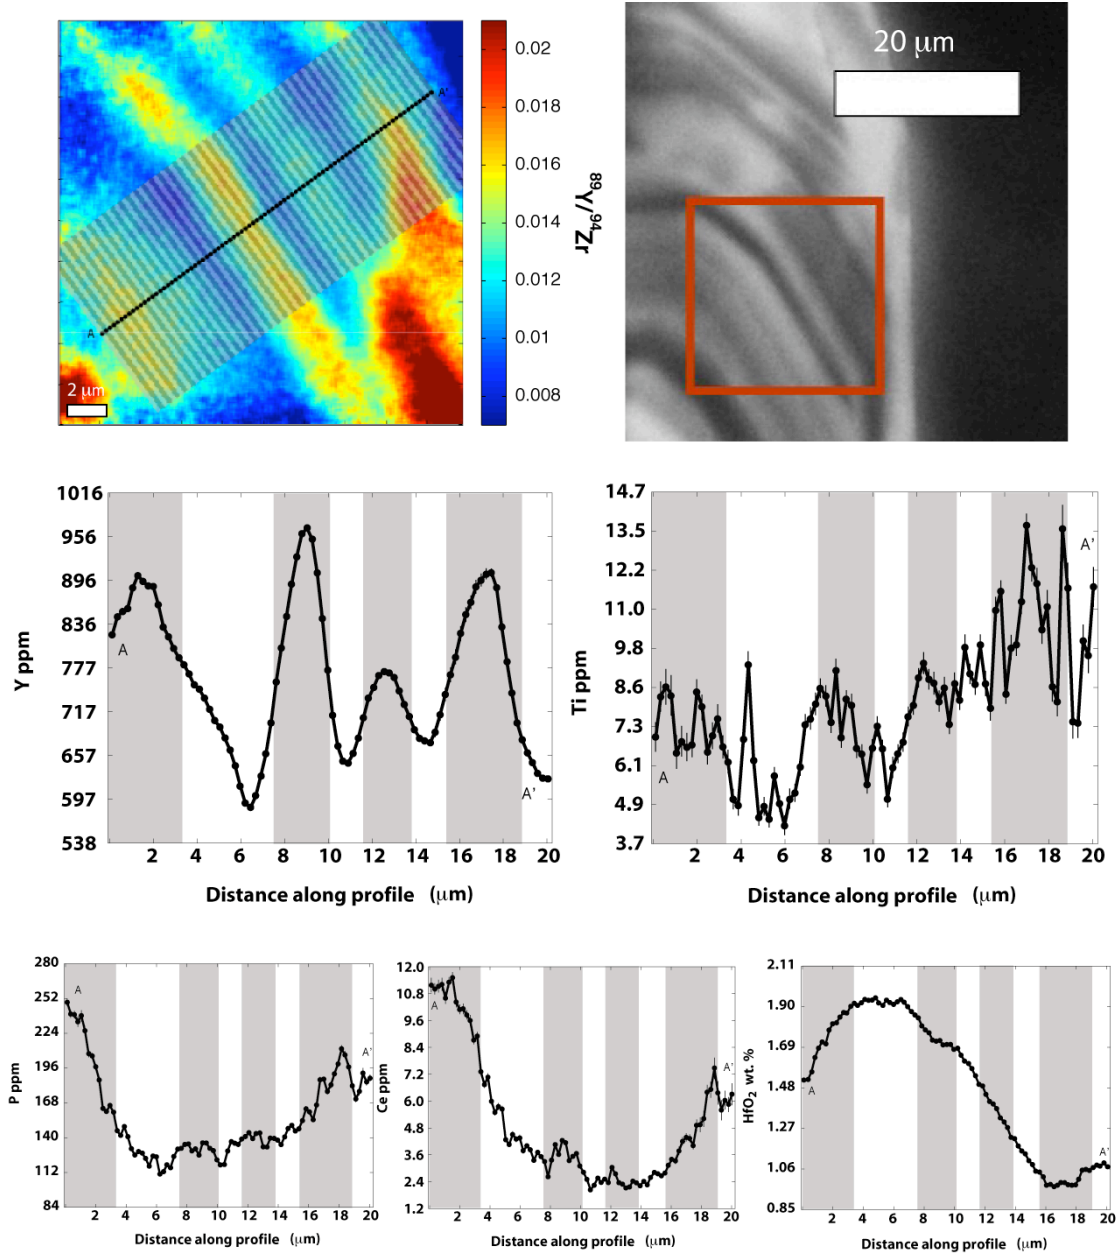 A'
A
2 μm
0.02
0.018
0.016
0.014
0.012
0.01
0.008
⁸⁹Y/⁹⁴Zr
20 μm
1016
956
896
836
777
717
657
597
538
Y ppm
A
A'
2 4 6 8 10 12 14 16 18 20
Distance along profile (μm)
14.7
13.5
12.2
11.0
9.8
8.6
7.3
6.1
4.9
3.7
Ti ppm
A
A'
2 4 6 8 10 12 14 16 18 20
Distance along profile (μm)
280
252
224
196
168
140
112
84
P ppm
A
A'
2 4 6 8 10 12 14 16 18 20
Distance along profile (μm)
12.0
10.8
9.6
8.4
7.2
6.0
4.8
3.6
2.4
1.2
Ce ppm
A
A'
2 4 6 8 10 12 14 16 18 20
Distance along profile (μm)
2.11
1.90
1.69
1.48
1.27
1.06
0.85
HfO₂ wt. %
A
A'
2 4 6 8 10 12 14 16 18 20
Distance along profile (μm)